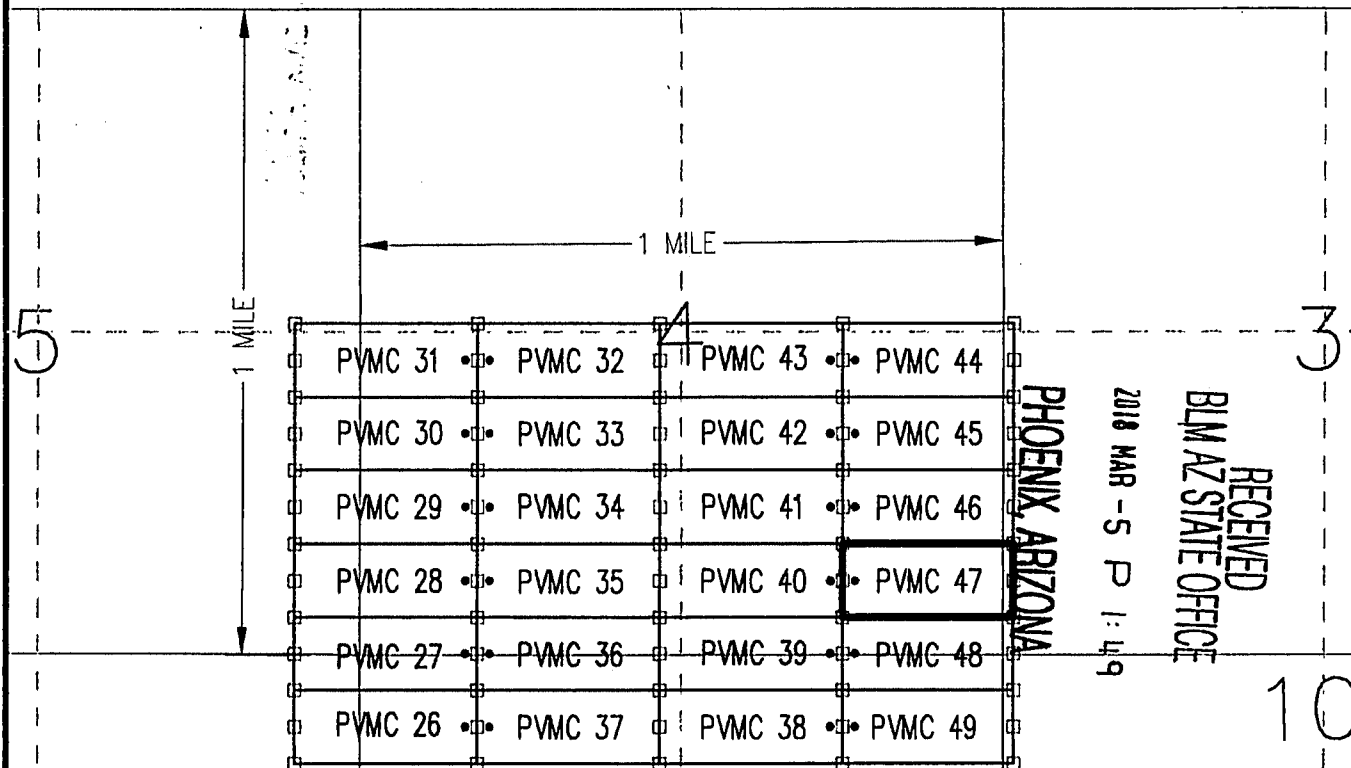 1 MILE
1 MILE
5
4
3
PVMC 31
PVMC 32
PVMC 43
PVMC 44
PVMC 30
PVMC 33
PVMC 42
PVMC 45
PVMC 29
PVMC 34
PVMC 41
PVMC 46
PVMC 28
PVMC 35
PVMC 40
PVMC 47
PVMC 27
PVMC 36
PVMC 39
PVMC 48
PVMC 26
PVMC 37
PVMC 38
PVMC 49
10
RECEIVED
BLM AZ STATE OFFICE
2018 MAR -5 P 1:49
PHOENIX, ARIZONA